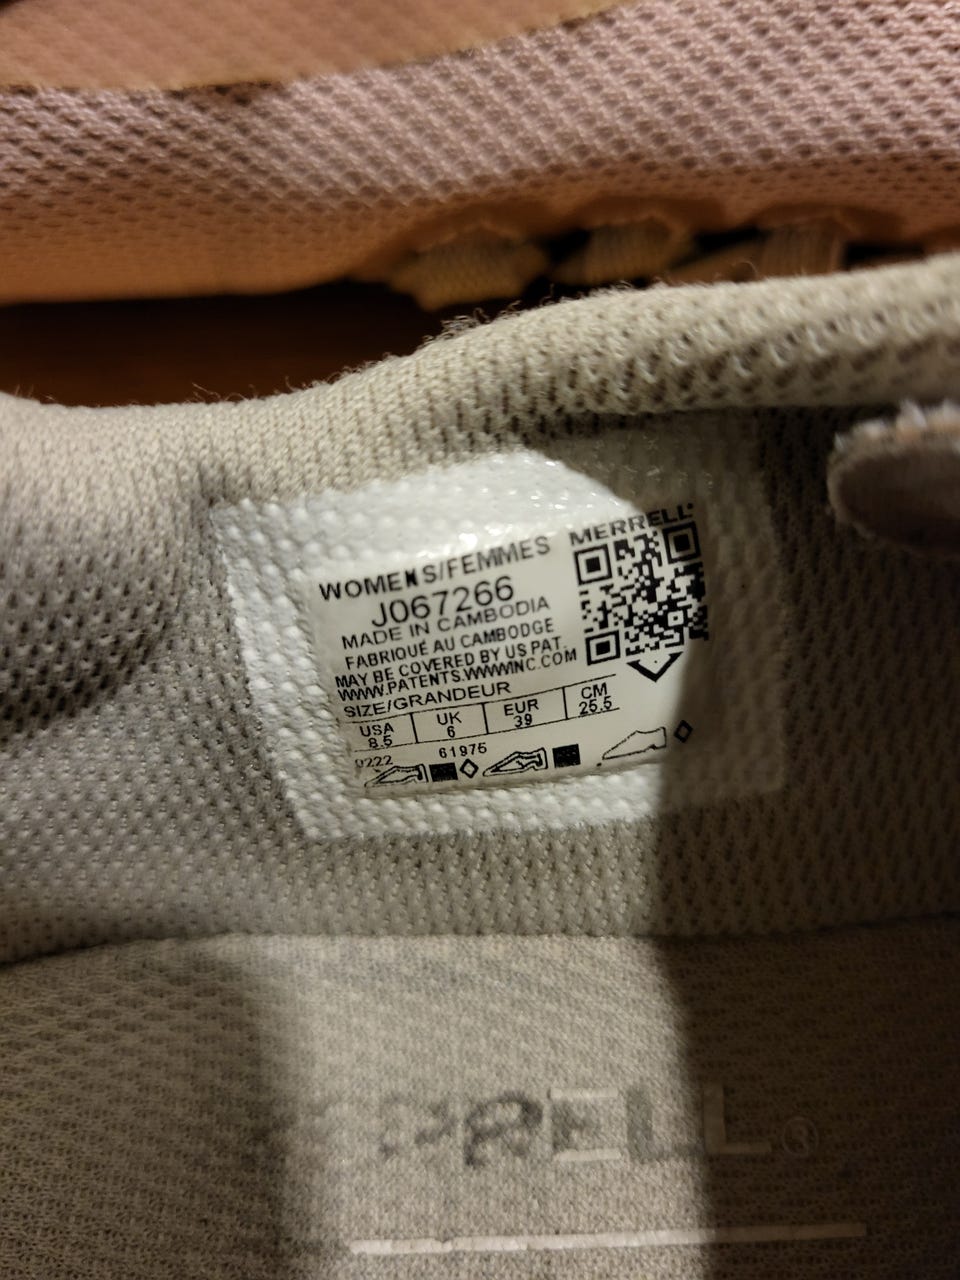 MERRELL
WOMENS/FEMMES
J067266
MADE IN CAMBODIA
FABRIQUÉ AU CAMBODGE
MAY BE COVERED BY US PAT.
WWW.PATENTS.WWWINC.COM
SIZE/GRANDEUR
USA UK EUR CM
8.5 6 39 25.5
0222 61975
RELL